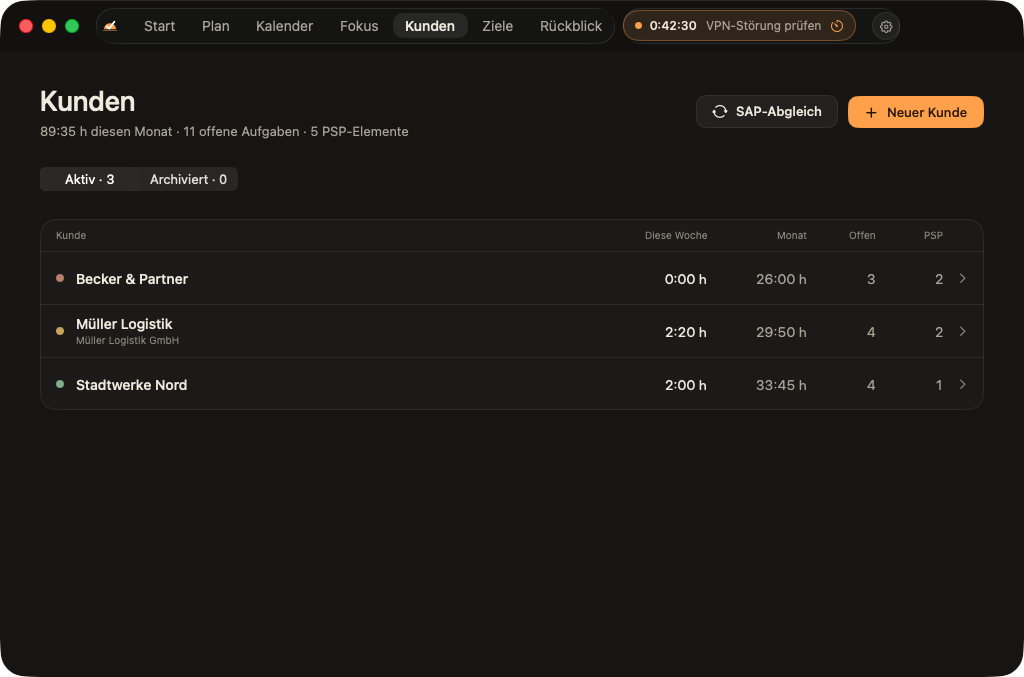 Start Plan Kalender Fokus Kunden Ziele Rückblick 0:42:30 VPN-Störung prüfen
Kunden
89:35 h diesen Monat · 11 offene Aufgaben · 5 PSP-Elemente
SAP-Abgleich
+ Neuer Kunde
Aktiv · 3 Archiviert · 0
Kunde Diese Woche Monat Offen PSP
Becker & Partner 0:00 h 26:00 h 3 2
Müller Logistik 2:20 h 29:50 h 4 2
Müller Logistik GmbH
Stadtwerke Nord 2:00 h 33:45 h 4 1